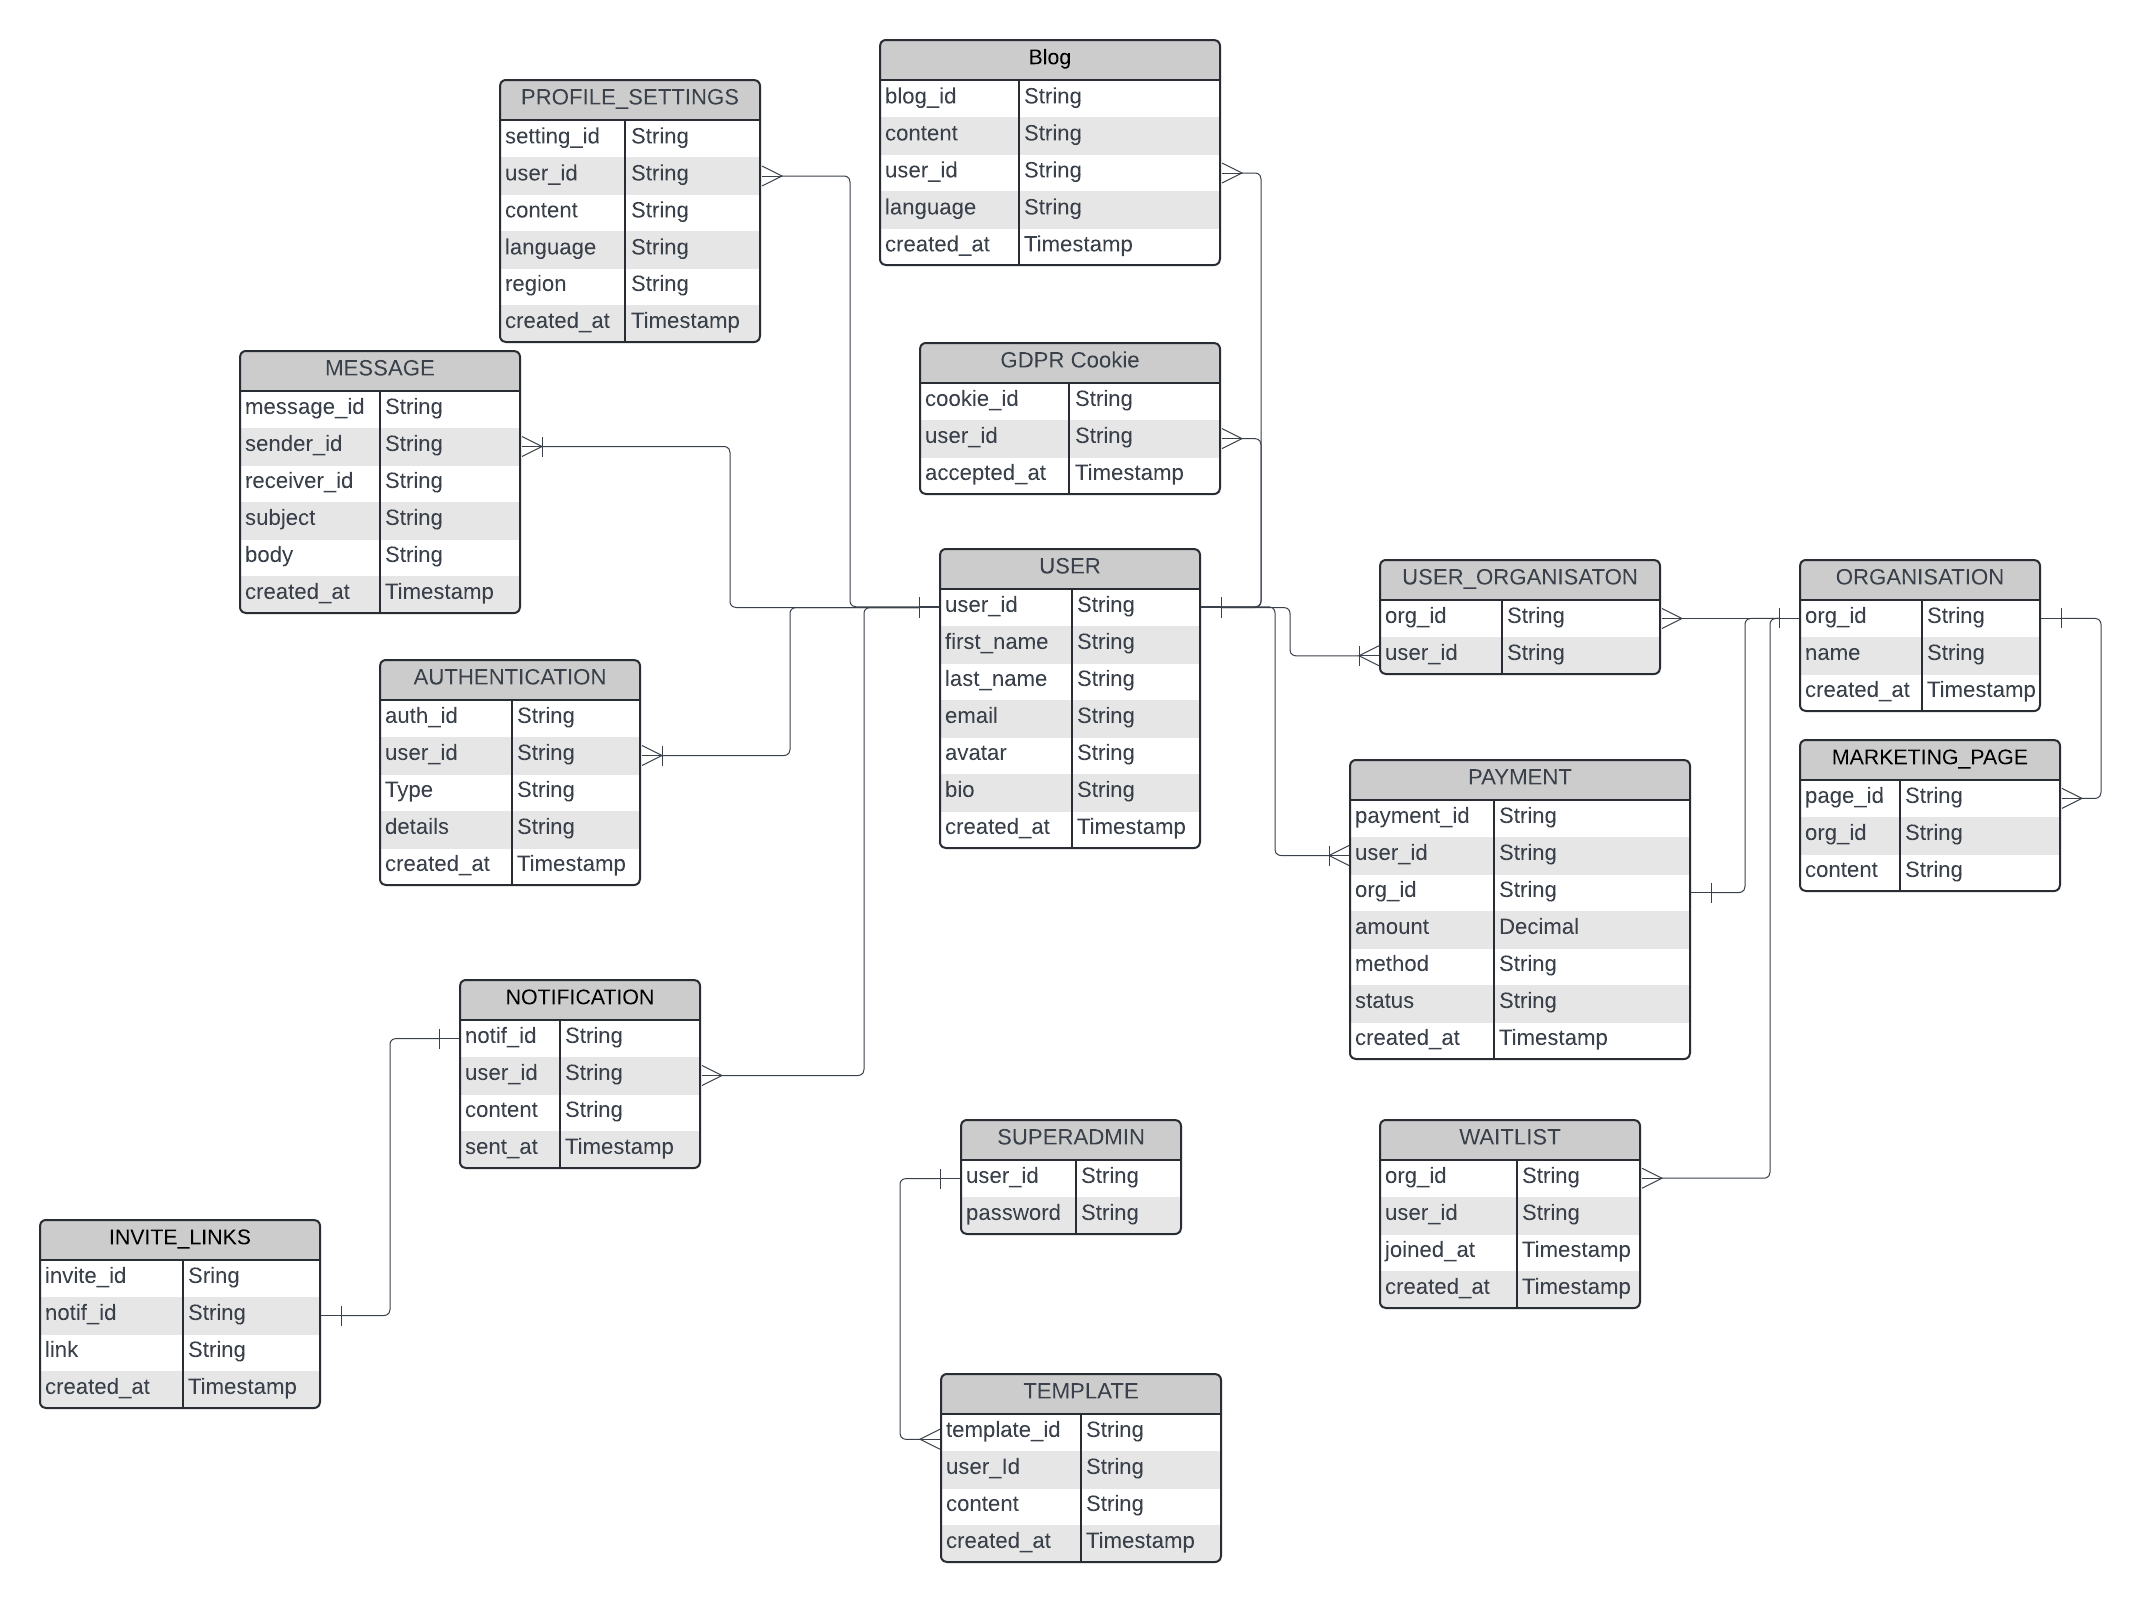 Blog
blog_id String
content String
user_id String
language String
created_at Timestamp
PROFILE_SETTINGS
setting_id String
user_id String
content String
language String
region String
created_at Timestamp
MESSAGE
message_id String
sender_id String
receiver_id String
subject String
body String
created_at Timestamp
GDPR Cookie
cookie_id String
user_id String
accepted_at Timestamp
USER
user_id String
first_name String
last_name String
email String
avatar String
bio String
created_at Timestamp
USER_ORGANISATON
org_id String
user_id String
ORGANISATION
org_id String
name String
created_at Timestamp
AUTHENTICATION
auth_id String
user_id String
Type String
details String
created_at Timestamp
MARKETING_PAGE
page_id String
org_id String
content String
PAYMENT
payment_id String
user_id String
org_id String
amount Decimal
method String
status String
created_at Timestamp
NOTIFICATION
notif_id String
user_id String
content String
sent_at Timestamp
SUPERADMIN
user_id String
password String
WAITLIST
org_id String
user_id String
joined_at Timestamp
created_at Timestamp
INVITE_LINKS
invite_id Sring
notif_id String
link String
created_at Timestamp
TEMPLATE
template_id String
user_Id String
content String
created_at Timestamp